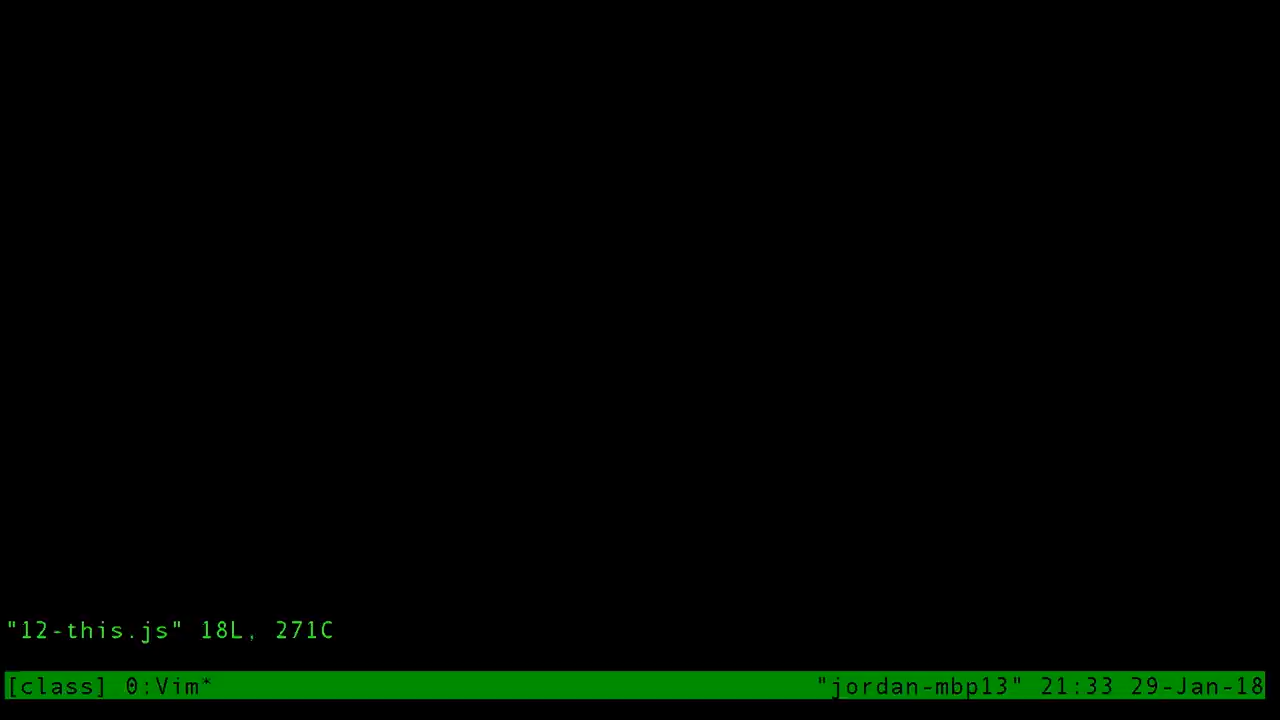 "12-this.js" 18L, 271C
[class] 0:Vim* "jordan-mbp13" 21:33 29-Jan-18